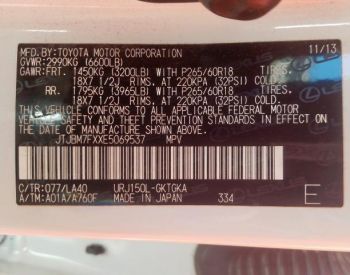 MFD.BY:TOYOTA MOTOR CORPORATION 11/13
GVWR:2990KG (6600LB)
GAWR:FRT. 1450KG (3200LB) WITH P265/60R18 TIRES,
18X7 1/2J RIMS, AT 220KPA (32PSI) COLD.
RR. 1795KG (3965LB) WITH P265/60R18 TIRES,
18X7 1/2J RIMS, AT 220KPA (32PSI) COLD.
THIS VEHICLE CONFORMS TO ALL APPLICABLE FEDERAL MOTOR
VEHICLE SAFETY AND THEFT PREVENTION STANDARDS IN
EFFECT ON THE DATE OF MANUFACTURE SHOWN ABOVE.
JTJBM7FXXE5069537 MPV
C/TR:077/LA40 URJ150L-GKTGKA
A/TM:A01A/A760F MADE IN JAPAN 334 E